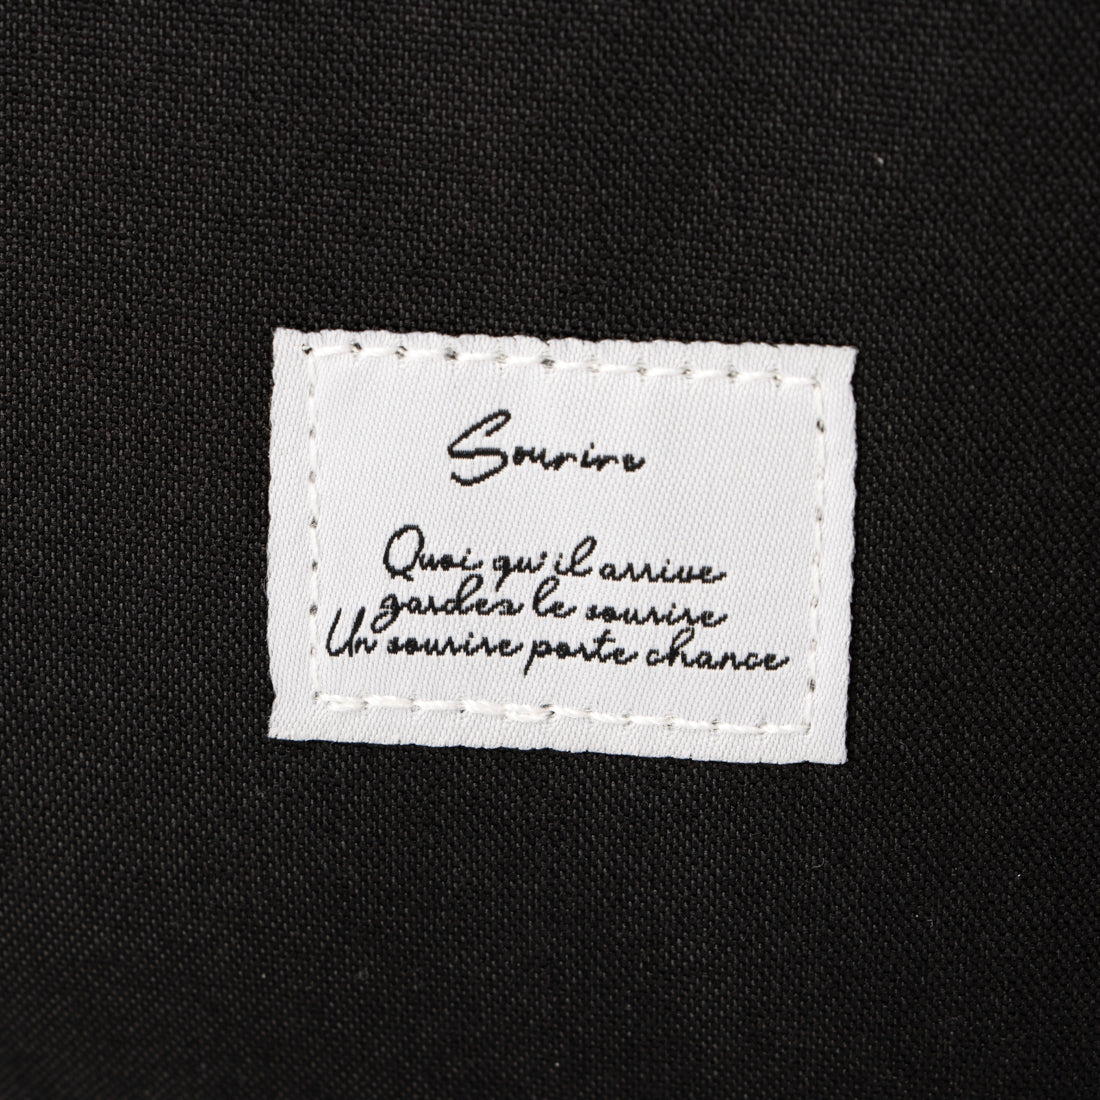 Sourire
Quoi qu'il arrive
gardez le sourire
Un sourire porte chance